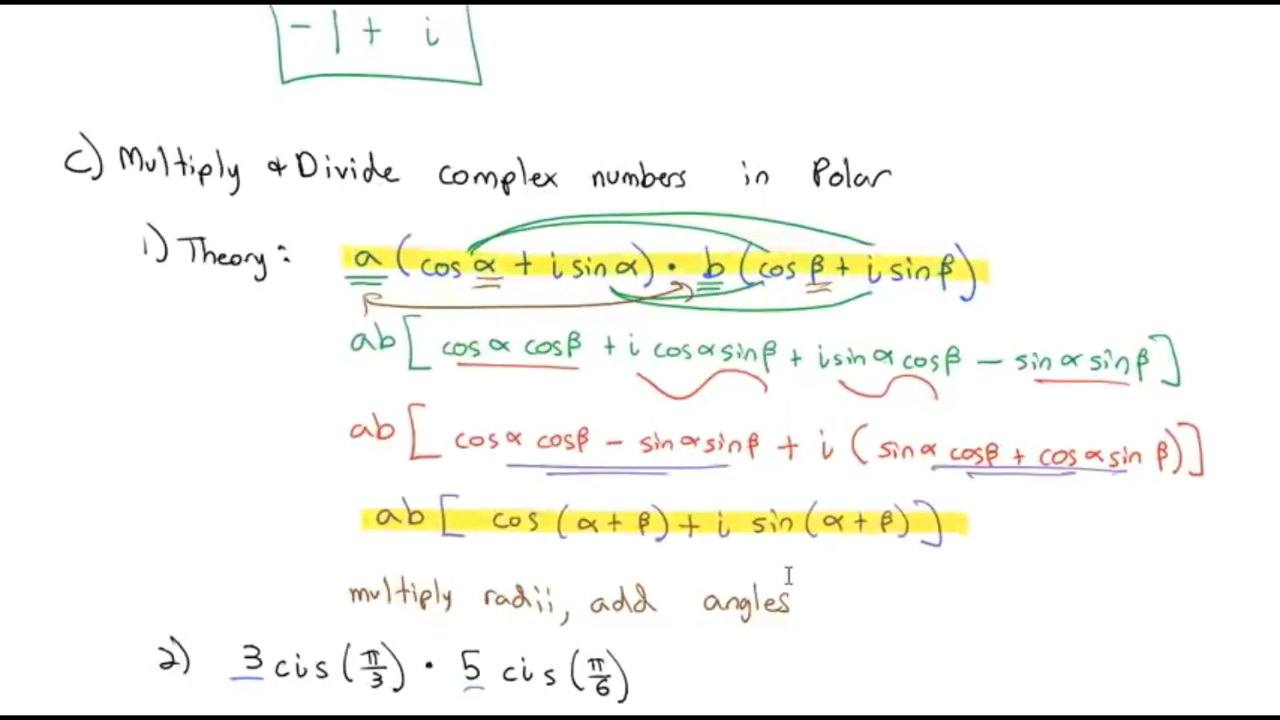 -1 + i
c) Multiply & Divide complex numbers in Polar
1) Theory: a (cos α + i sin α) · b (cos β + i sin β)
ab [ cos α cos β + i cos α sin β + i sin α cos β - sin α sin β ]
ab [ cos α cos β - sin α sin β + i ( sin α cos β + cos α sin β ) ]
ab [ cos (α + β) + i sin (α + β) ]
multiply radii, add angles
2) 3 cis (π/3) · 5 cis (π/6)